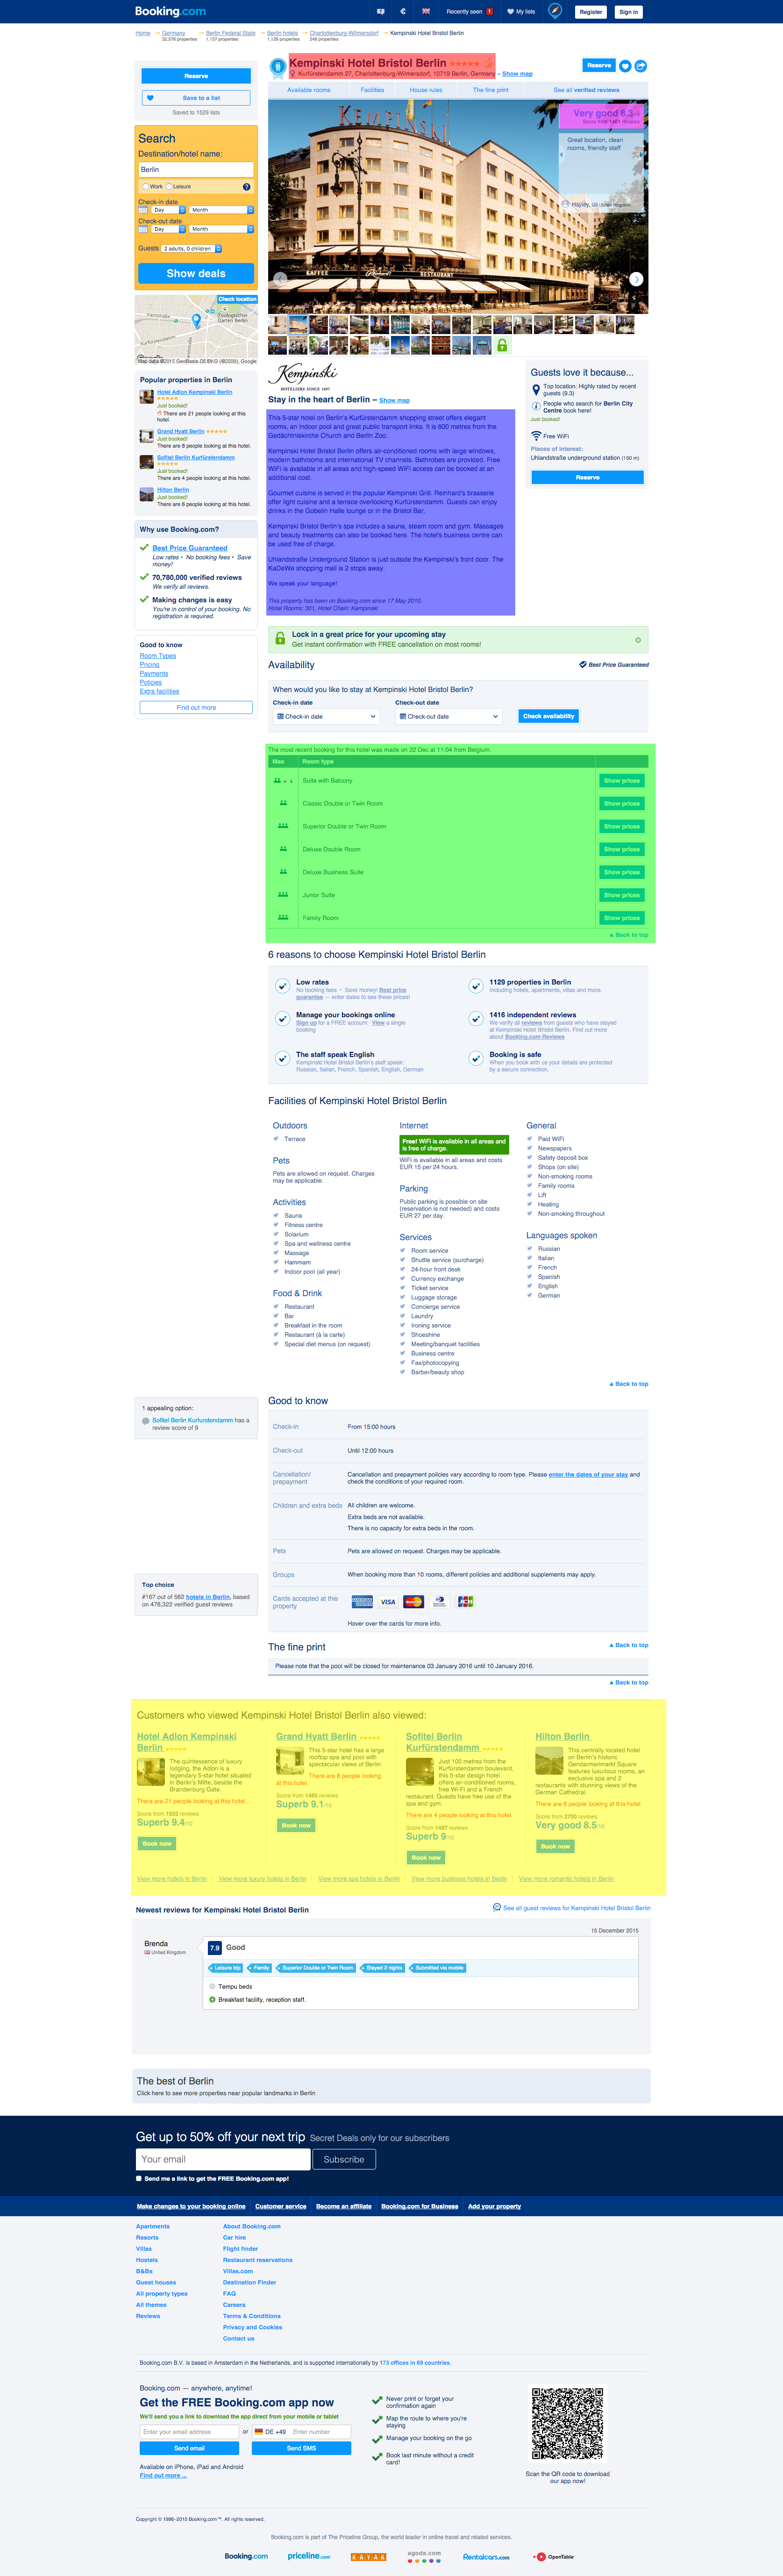 Booking.com
€
Recently seen 1
My lists
Register
Sign in
Home
Germany
32,576 properties
Berlin Federal State
1,137 properties
Berlin hotels
1,129 properties
Charlottenburg-Wilmersdorf
248 properties
Kempinski Hotel Bristol Berlin
Reserve
Save to a list
Saved to 1529 lists
Search
Destination/hotel name:
Berlin
Work Leisure
?
Check-in date
Day Month
Check-out date
Day Month
Guests 2 adults, 0 children
Show deals
Check location
Popular properties in Berlin
Hotel Adlon Kempinski Berlin
Just booked!
There are 21 people looking at this hotel.
Grand Hyatt Berlin
Just booked!
There are 8 people looking at this hotel.
Sofitel Berlin Kurfürstendamm
Just booked!
There are 4 people looking at this hotel.
Hilton Berlin
Just booked!
There are 6 people looking at this hotel.
Why use Booking.com?
Best Price Guaranteed
Low rates • No booking fees • Save money!
70,780,000 verified reviews
We verify all reviews.
Making changes is easy
You're in control of your booking. No registration is required.
Good to know
Room Types
Pricing
Payments
Policies
Extra facilities
Find out more
Kempinski Hotel Bristol Berlin
Kurfürstendamm 27, Charlottenburg-Wilmersdorf, 10719 Berlin, Germany – Show map
Reserve
Available rooms
Facilities
House rules
The fine print
See all verified reviews
KEMPINSKI
Very good 8.3
Score from 1401 reviews
Great location, clean
rooms, friendly staff
Hayley, 33 United Kingdom
KAFFEE
Reinhard's
RESTAURANT
Kempinski
HOTELIERS SINCE 1897
Stay in the heart of Berlin – Show map
This 5-star hotel on Berlin's Kurfürstendamm shopping street offers elegant
rooms, an indoor pool and great public transport links. It is 600 metres from the
Gedächtniskirche Church and Berlin Zoo.
Kempinski Hotel Bristol Berlin offers air-conditioned rooms with large windows,
modern bathrooms and international TV channels. Bathrobes are provided. Free
WiFi is available in all areas and high-speed WiFi access can be booked at an
additional cost.
Gourmet cuisine is served in the popular Kempinski Grill. Reinhard's brasserie
offer light cuisine and a terrace overlooking Kurfürstendamm. Guests can enjoy
drinks in the Gobelin Halle lounge or in the Bristol Bar.
Kempinski Bristol Berlin's spa includes a sauna, steam room and gym. Massages
and beauty treatments can also be booked here. The hotel's business centre can
be used free of charge.
Uhlandstraße Underground Station is just outside the Kempinski's front door. The
KaDeWe shopping mall is 2 stops away.
We speak your language!
This property has been on Booking.com since 17 May 2010.
Hotel Rooms: 301, Hotel Chain: Kempinski.
Guests love it because...
Top location: Highly rated by recent
guests (9.3)
People who search for Berlin City
Centre book here!
Just booked!
Free WiFi
Places of interest:
Uhlandstraße underground station (150 m)
Reserve
Lock in a great price for your upcoming stay
Get instant confirmation with FREE cancellation on most rooms!
Availability
Best Price Guaranteed
When would you like to stay at Kempinski Hotel Bristol Berlin?
Check-in date
Check-out date
Check-in date
Check-out date
Check availability
The most recent booking for this hotel was made on 22 Dec at 11:04 from Belgium.
Max Room type
Suite with Balcony Show prices
Classic Double or Twin Room Show prices
Superior Double or Twin Room Show prices
Deluxe Double Room Show prices
Deluxe Business Suite Show prices
Junior Suite Show prices
Family Room Show prices
Back to top
6 reasons to choose Kempinski Hotel Bristol Berlin
Low rates
No booking fees • Save money! Best price
guarantee — enter dates to see these prices!
1129 properties in Berlin
Including hotels, apartments, villas and more.
Manage your bookings online
Sign up for a FREE account · View a single
booking
1416 independent reviews
We verify all reviews from guests who have stayed
at Kempinski Hotel Bristol Berlin. Find out more
about Booking.com Reviews
The staff speak English
Kempinski Hotel Bristol Berlin's staff speak:
Russian, Italian, French, Spanish, English, German
Booking is safe
When you book with us your details are protected
by a secure connection.
Facilities of Kempinski Hotel Bristol Berlin
Outdoors
Terrace
Pets
Pets are allowed on request. Charges
may be applicable.
Activities
Sauna
Fitness centre
Solarium
Spa and wellness centre
Massage
Hammam
Indoor pool (all year)
Food & Drink
Restaurant
Bar
Breakfast in the room
Restaurant (à la carte)
Special diet menus (on request)
Internet
Free! WiFi is available in all areas and
is free of charge.
WiFi is available in all areas and costs
EUR 15 per 24 hours.
Parking
Public parking is possible on site
(reservation is not needed) and costs
EUR 27 per day.
Services
Room service
Shuttle service (surcharge)
24-hour front desk
Currency exchange
Ticket service
Luggage storage
Concierge service
Laundry
Ironing service
Shoeshine
Meeting/banquet facilities
Business centre
Fax/photocopying
Barber/beauty shop
General
Paid WiFi
Newspapers
Safety deposit box
Shops (on site)
Non-smoking rooms
Family rooms
Lift
Heating
Non-smoking throughout
Languages spoken
Russian
Italian
French
Spanish
English
German
Back to top
1 appealing option:
Sofitel Berlin Kurfurstendamm has a
review score of 9
Good to know
Check-in From 15:00 hours
Check-out Until 12:00 hours
Cancellation/
prepayment
Cancellation and prepayment policies vary according to room type. Please enter the dates of your stay and
check the conditions of your required room.
Children and extra beds All children are welcome.
Extra beds are not available.
There is no capacity for extra beds in the room.
Pets Pets are allowed on request. Charges may be applicable.
Groups When booking more than 10 rooms, different policies and additional supplements may apply.
Cards accepted at this
property
VISA
MasterCard
JCB
Hover over the cards for more info.
Top choice
#167 out of 562 hotels in Berlin, based
on 478,322 verified guest reviews
The fine print
Back to top
Please note that the pool will be closed for maintenance 03 January 2016 until 10 January 2016.
Back to top
Customers who viewed Kempinski Hotel Bristol Berlin also viewed:
Hotel Adlon Kempinski
Berlin
The quintessence of luxury
lodging, the Adlon is a
legendary 5-star hotel situated
in Berlin's Mitte, beside the
Brandenburg Gate.
There are 21 people looking at this hotel.
Score from 1933 reviews
Superb 9.4/10
Book now
Grand Hyatt Berlin
This 5-star hotel has a large
rooftop spa and pool with
spectacular views of Berlin.
There are 8 people looking
at this hotel.
Score from 1460 reviews
Superb 9.1/10
Book now
Sofitel Berlin
Kurfürstendamm
Just 100 metres from the
Kurfürstendamm boulevard,
this 5-star design hotel
offers air-conditioned rooms,
free Wi-Fi and a French
restaurant. Guests have free use of the
spa and gym.
There are 4 people looking at this hotel.
Score from 1497 reviews
Superb 9/10
Book now
Hilton Berlin
This centrally located hotel
on Berlin's historic
Gendarmenmarkt Square
features luxurious rooms, an
exclusive spa and 2
restaurants with stunning views of the
German Cathedral.
There are 6 people looking at this hotel.
Score from 2700 reviews
Very good 8.5/10
Book now
View more hotels in Berlin
View more luxury hotels in Berlin
View more spa hotels in Berlin
View more business hotels in Berlin
View more romantic hotels in Berlin
Newest reviews for Kempinski Hotel Bristol Berlin
See all guest reviews for Kempinski Hotel Bristol Berlin
15 December 2015
Brenda
United Kingdom
7.9 Good
Leisure trip
Family
Superior Double or Twin Room
Stayed 2 nights
Submitted via mobile
Tempu beds
Breakfast facility, reception staff.
The best of Berlin
Click here to see more properties near popular landmarks in Berlin
Get up to 50% off your next trip Secret Deals only for our subscribers
Your email
Subscribe
Send me a link to get the FREE Booking.com app!
Make changes to your booking online
Customer service
Become an affiliate
Booking.com for Business
Add your property
Apartments
Resorts
Villas
Hostels
B&Bs
Guest houses
All property types
All themes
Reviews
About Booking.com
Car hire
Flight finder
Restaurant reservations
Villas.com
Destination Finder
FAQ
Careers
Terms & Conditions
Privacy and Cookies
Contact us
Booking.com B.V. is based in Amsterdam in the Netherlands, and is supported internationally by 173 offices in 69 countries.
Booking.com — anywhere, anytime!
Get the FREE Booking.com app now
We'll send you a link to download the app direct from your mobile or tablet
Enter your email address or DE +49 Enter number
Send email
Send SMS
Available on iPhone, iPad and Android
Find out more ...
Never print or forget your
confirmation again
Map the route to where you're
staying
Manage your booking on the go
Book last minute without a credit
card!
Scan the QR code to download
our app now!
Copyright © 1996–2015 Booking.com™. All rights reserved.
Booking.com is part of The Priceline Group, the world leader in online travel and related services.
Booking.com
priceline.com
KAYAK
agoda.com
Rentalcars.com
OpenTable